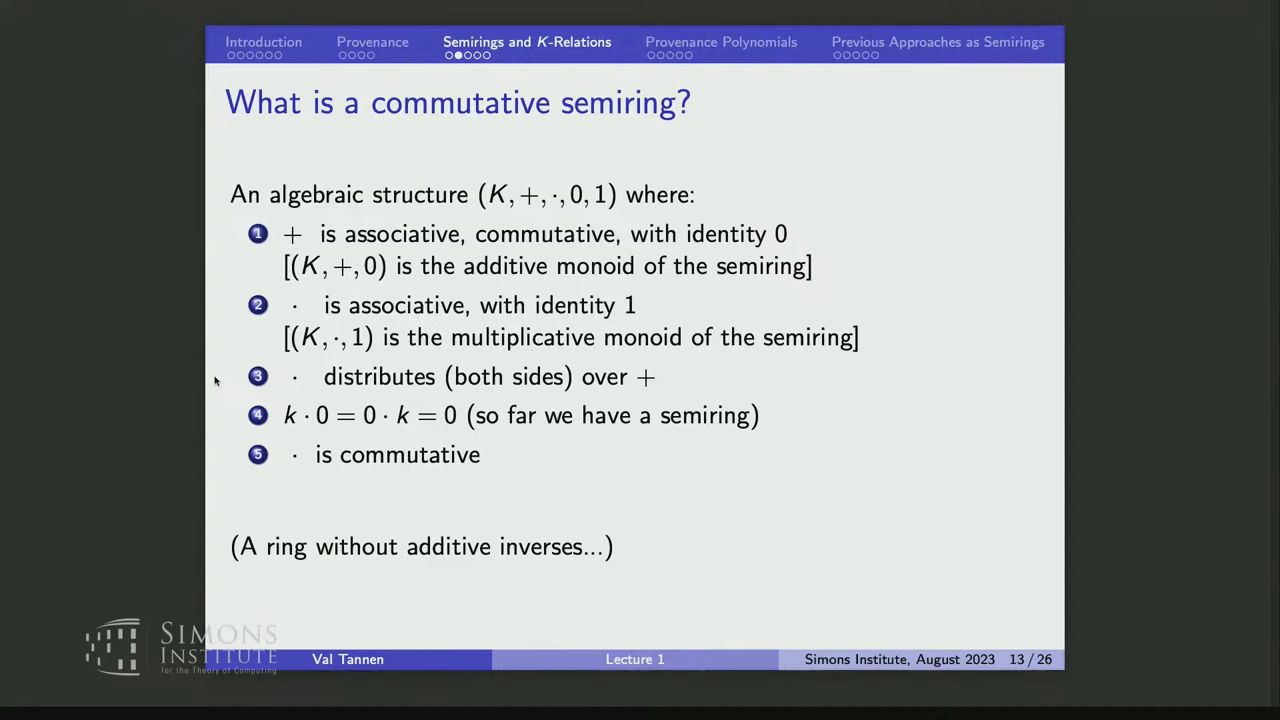 Introduction Provenance Semirings and K-Relations Provenance Polynomials Previous Approaches as Semirings
What is a commutative semiring?
An algebraic structure (K, +, ·, 0, 1) where:
1 + is associative, commutative, with identity 0
[(K, +, 0) is the additive monoid of the semiring]
2 · is associative, with identity 1
[(K, ·, 1) is the multiplicative monoid of the semiring]
3 · distributes (both sides) over +
4 k · 0 = 0 · k = 0 (so far we have a semiring)
5 · is commutative
(A ring without additive inverses...)
SIMONS
INSTITUTE
for the Theory of Computing
Val Tannen Lecture 1 Simons Institute, August 2023 13 / 26